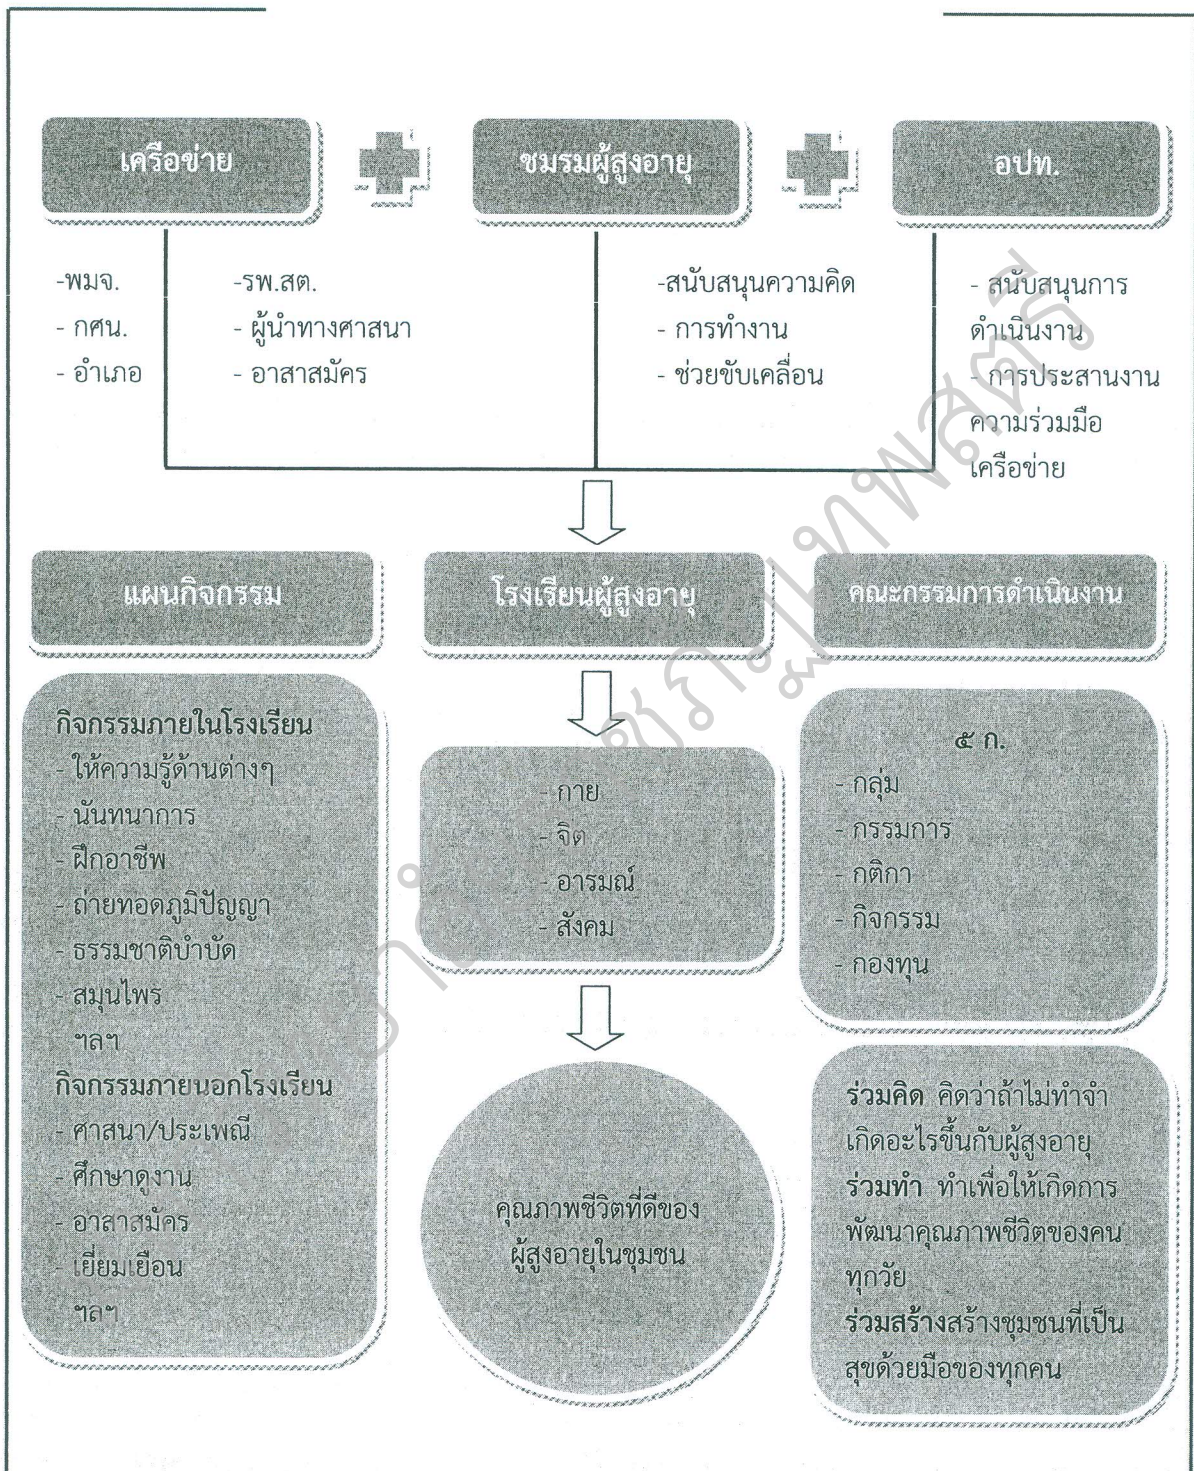 เครือข่าย
ชมรมผู้สูงอายุ
อปท.
-พมจ.
- กศน.
- อำเภอ
-รพ.สต.
- ผู้นำทางศาสนา
- อาสาสมัคร
-สนับสนุนความคิด
- การทำงาน
- ช่วยขับเคลื่อน
- สนับสนุนการ
ดำเนินงาน
- การประสานงาน
ความร่วมมือ
เครือข่าย
แผนกิจกรรม
โรงเรียนผู้สูงอายุ
คณะกรรมการดำเนินงาน
กิจกรรมภายในโรงเรียน
- ให้ความรู้ด้านต่างๆ
- นันทนาการ
- ฝึกอาชีพ
- ถ่ายทอดภูมิปัญญา
- ธรรมชาติบำบัด
- สมุนไพร
ฯลฯ
กิจกรรมภายนอกโรงเรียน
- ศาสนา/ประเพณี
- ศึกษาดูงาน
- อาสาสมัคร
- เยี่ยมเยือน
ฯลฯ
- กาย
- จิต
- อารมณ์
- สังคม
คุณภาพชีวิตที่ดีของ
ผู้สูงอายุในชุมชน
๕ ก.
- กลุ่ม
- กรรมการ
- กติกา
- กิจกรรม
- กองทุน
ร่วมคิด คิดว่าถ้าไม่ทำจำ
เกิดอะไรขึ้นกับผู้สูงอายุ
ร่วมทำ ทำเพื่อให้เกิดการ
พัฒนาคุณภาพชีวิตของคน
ทุกวัย
ร่วมสร้างสร้างชุมชนที่เป็น
สุขด้วยมือของทุกคน